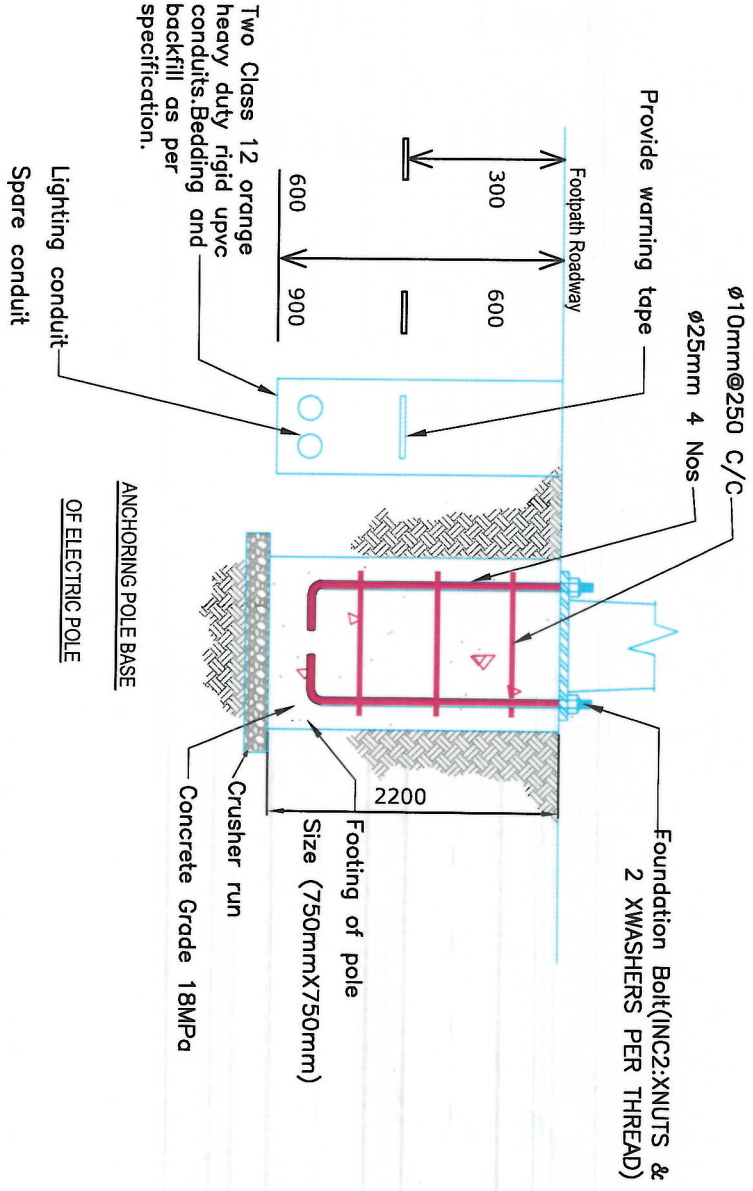 ø10mm@250 C/C
ø25mm 4 Nos
Provide warning tape
Foundation Bolt(INC2:XNUTS &
2 XWASHERS PER THREAD)
Footpath Roadway
300
600
600
900
2200
Two Class 12 orange
heavy duty rigid upvc
conduits.Bedding and
backfill as per
specification.
Lighting conduit
Spare conduit
Footing of pole
Size (750mmX750mm)
Crusher run
Concrete Grade 18MPa
ANCHORING POLE BASE
OF ELECTRIC POLE